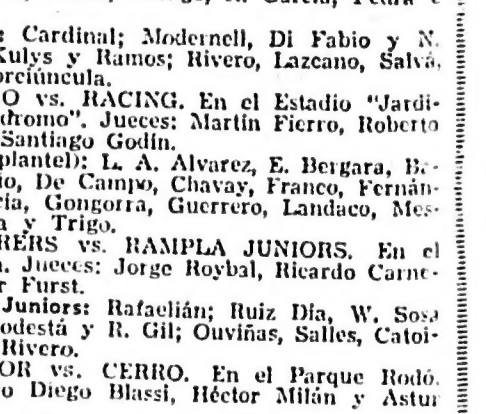 : Cardinal; Modernell, Di Fabio y N.
Kulys y Ramos; Rivero, Lazcano, Salvá,
orciúncula.
O vs. RACING. En el Estadio "Jardi-
dromo". Jueces: Martín Fierro, Roberto
Santiago Godín.
plantel): L. A. Alvarez, E. Bergara, Be-
io, De Campo, Chavay, Franco, Fernán-
cía, Gongorra, Guerrero, Landaco, Mes-
a y Trigo.
RERS vs. RAMPLA JUNIORS. En el
a. Jueces: Jorge Roybal, Ricardo Carne-
r Furst.
Juniors: Rafaelián; Ruiz Día, W. Sosa
odestá y R. Gil; Ouviñas, Salles, Catoi-
Rivero.
OR vs. CERRO. En el Parque Rodó.
o Diego Blassi, Héctor Milán y Astur